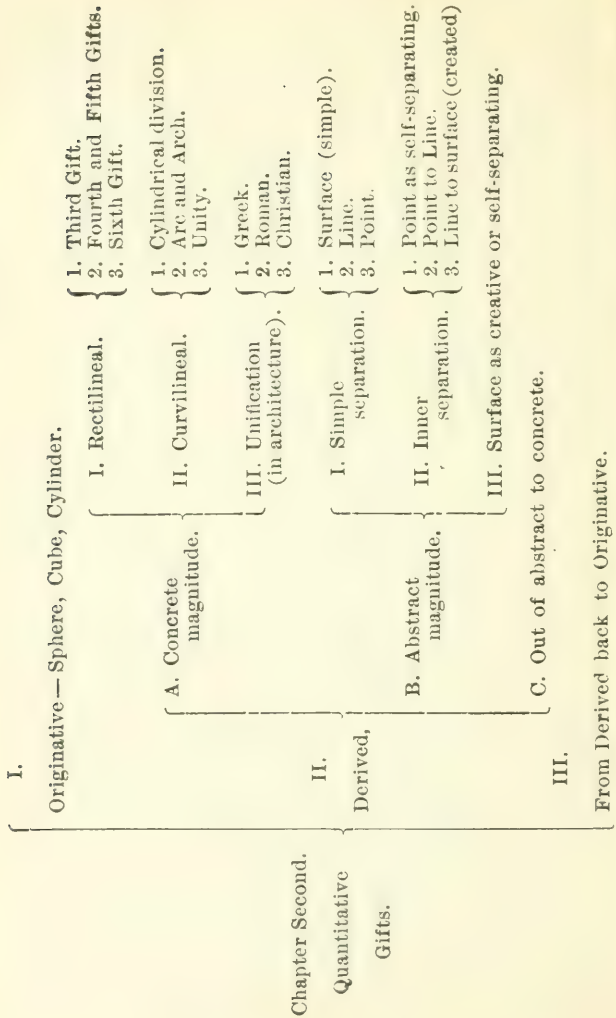 Chapter Second.
Quantitative
Gifts.
I.
Originative— Sphere, Cube, Cylinder.
II.
Derived,
A. Concrete
magnitude.
I. Rectilineal.
1. Third Gift.
2. Fourth and Fifth Gifts.
3. Sixth Gift.
II. Curvilineal.
1. Cylindrical division.
2. Arc and Arch.
3. Unity.
III. Unification
(in architecture).
1. Greek.
2. Roman.
3. Christian.
B. Abstract
magnitude.
I. Simple
separation.
1. Surface (simple).
2. Line.
3. Point.
II. Inner
separation.
1. Point as self-separating.
2. Point to Line.
3. Line to surface (created)
III. Surface as creative or self-separating.
C. Out of abstract to concrete.
III.
From Derived back to Originative.